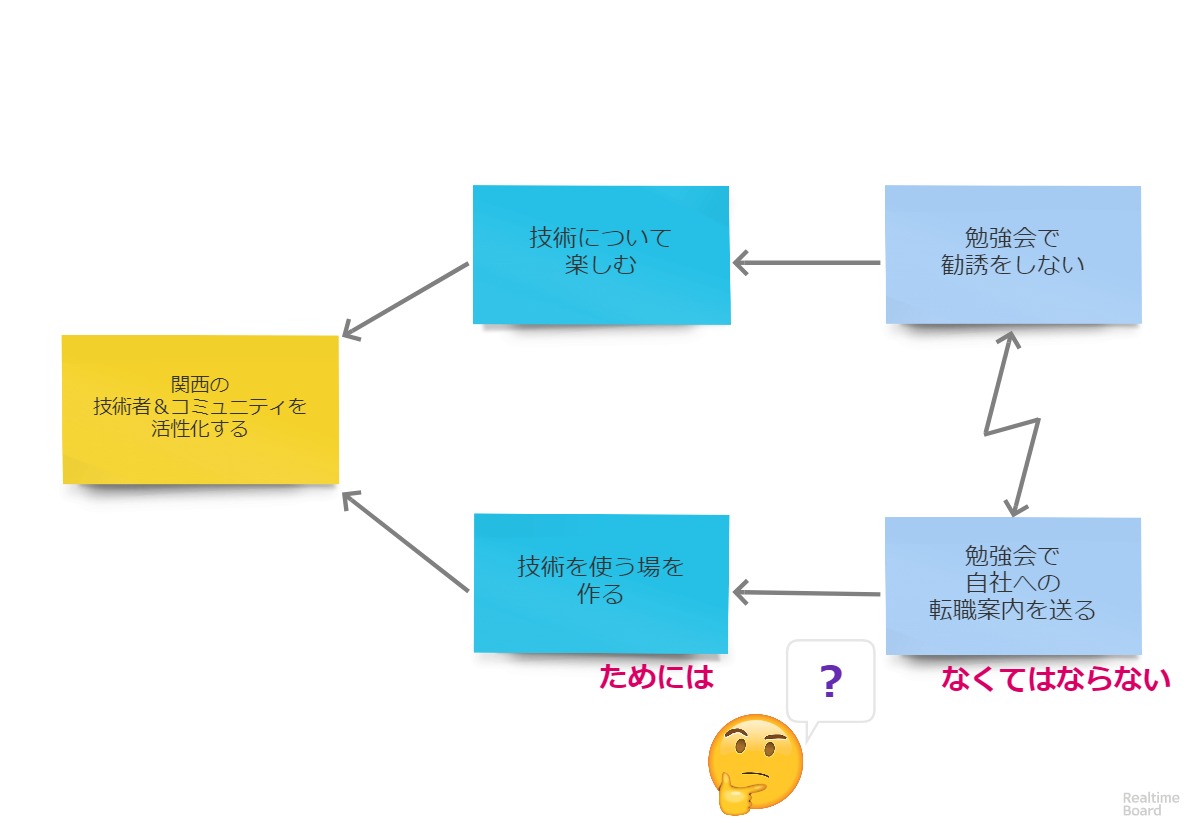 技術について
楽しむ
勉強会で
勧誘をしない
関西の
技術者&コミュニティを
活性化する
技術を使う場を
作る
勉強会で
自社への
転職案内を送る
ためには
?
なくてはならない
Realtime
Board